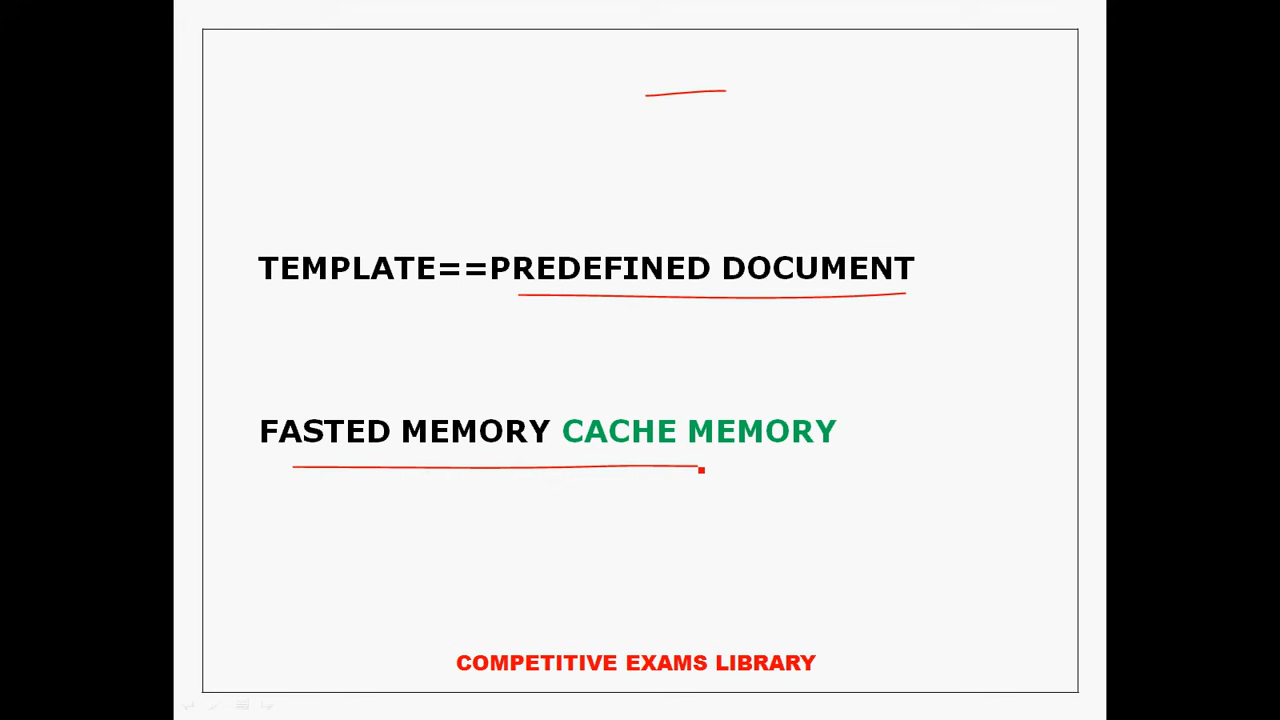 TEMPLATE==PREDEFINED DOCUMENT
FASTED MEMORY CACHE MEMORY
COMPETITIVE EXAMS LIBRARY